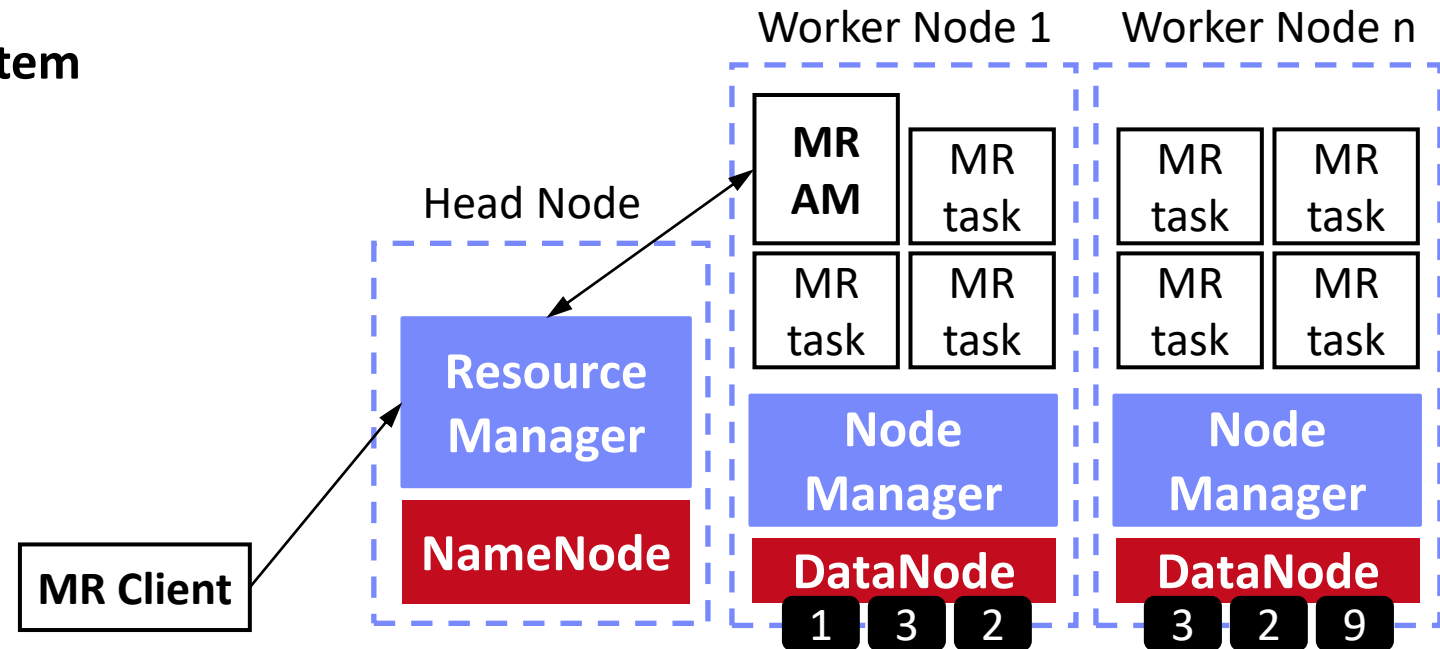 tem
Worker Node 1
Worker Node n
Head Node
MR
AM
MR
task
MR
task
MR
task
MR
task
MR
task
MR
task
MR
task
Resource
Manager
NameNode
MR Client
Node
Manager
DataNode
1 3 2
Node
Manager
DataNode
3 2 9